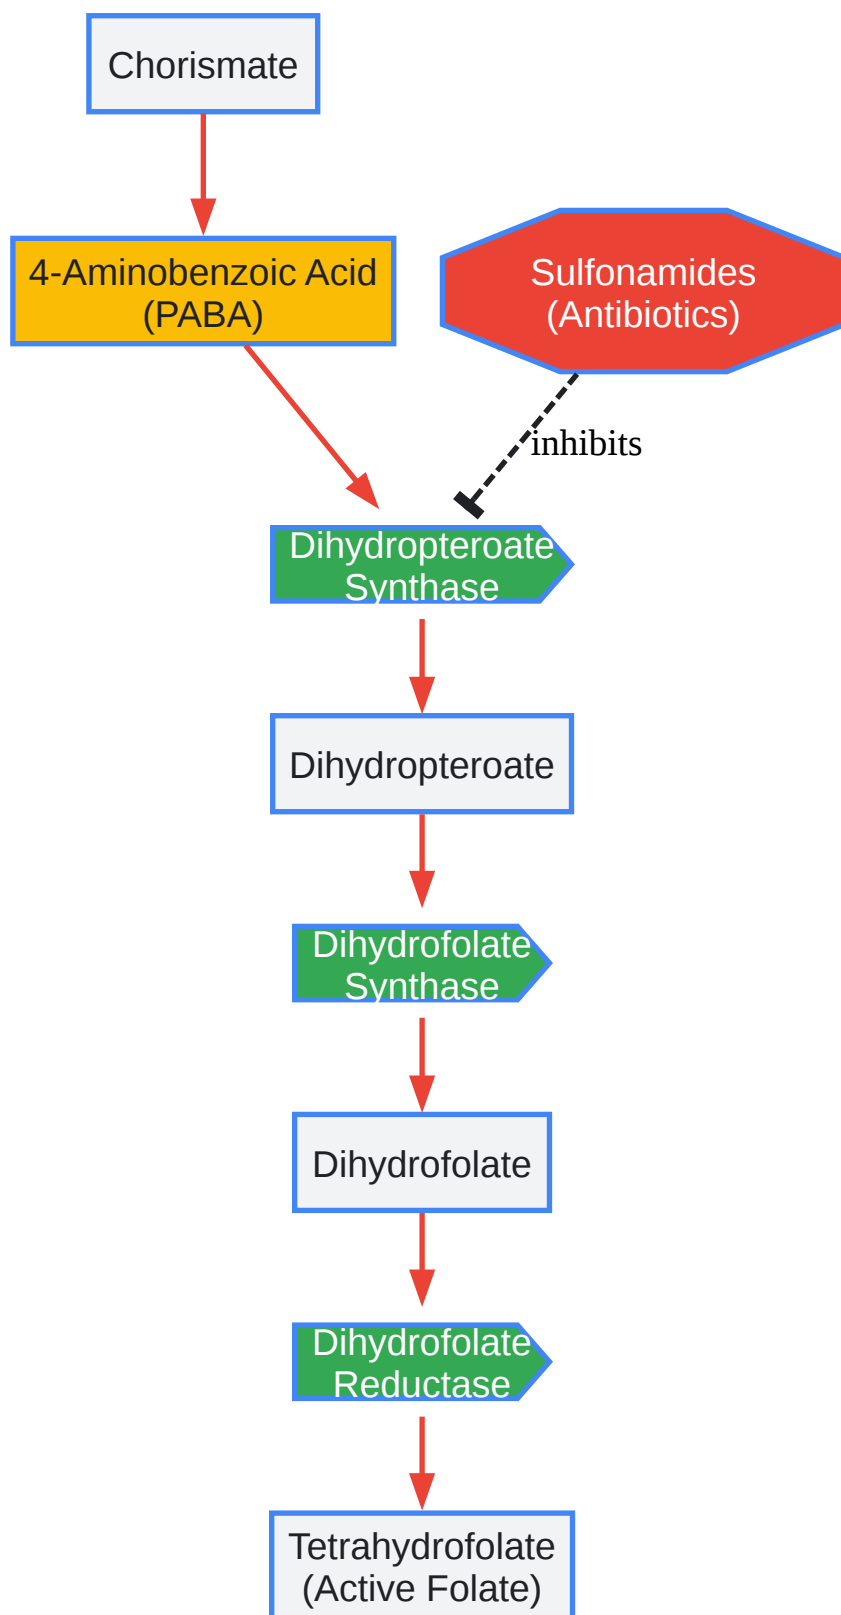 Chorismate
4-Aminobenzoic Acid
(PABA)
Sulfonamides
(Antibiotics)
inhibits
Dihydropteroate
Synthase
Dihydropteroate
Dihydrofolate
Synthase
Dihydrofolate
Dihydrofolate
Reductase
Tetrahydrofolate
(Active Folate)